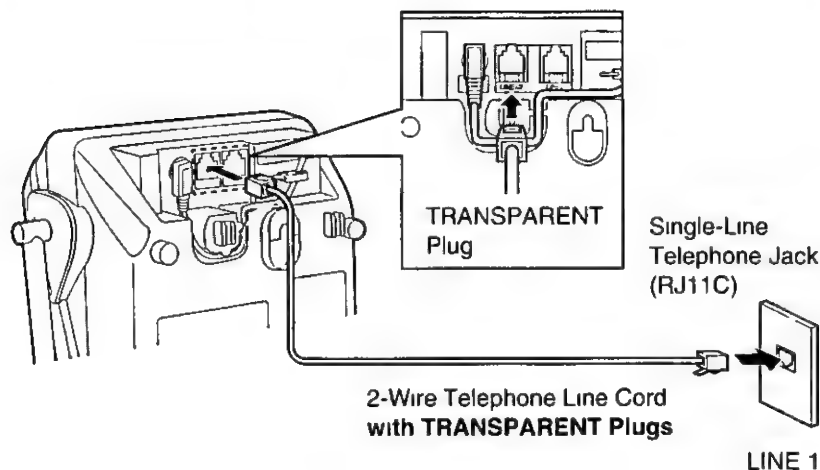 TRANSPARENT
Plug
Single-Line
Telephone Jack
(RJ11C)
2-Wire Telephone Line Cord
with TRANSPARENT Plugs
LINE 1